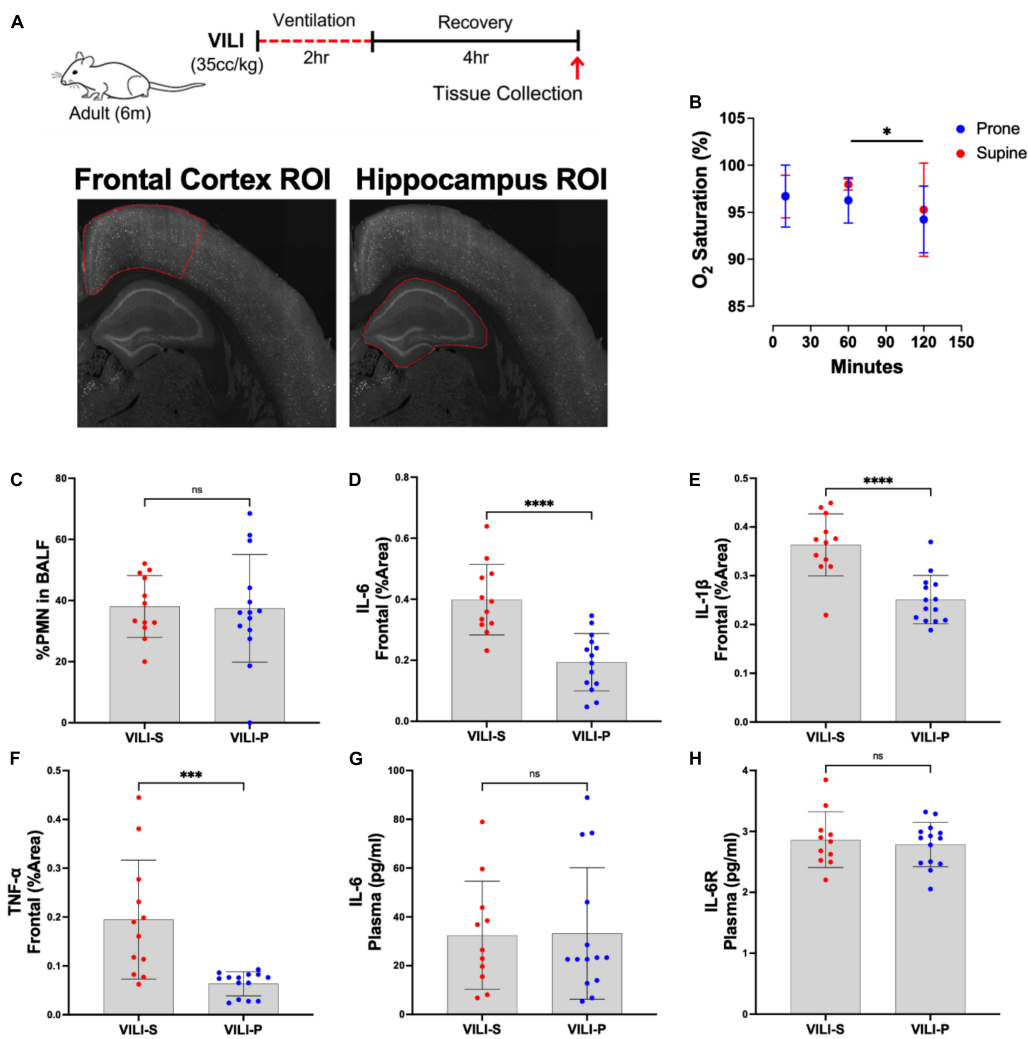 A
VILI
(35cc/kg)
Ventilation
2hr
Recovery
4hr
Tissue Collection
Adult (6m)
Frontal Cortex ROI
Hippocampus ROI
B
O2 Saturation (%)
105
100
95
90
85
*
Prone
Supine
0 30 60 90 120 150
Minutes
C
%PMN in BALF
80
60
40
20
0
ns
VILI-S VILI-P
D
IL-6
Frontal (%Area)
0.8
0.6
0.4
0.2
0.0
****
VILI-S VILI-P
E
IL-1β
Frontal (%Area)
0.5
0.4
0.3
0.2
0.1
0.0
****
VILI-S VILI-P
F
TNF-α
Frontal (%Area)
0.5
0.4
0.3
0.2
0.1
0.0
***
VILI-S VILI-P
G
IL-6
Plasma (pg/ml)
100
80
60
40
20
0
ns
VILI-S VILI-P
H
IL-6R
Plasma (pg/ml)
4
3
2
1
0
ns
VILI-S VILI-P